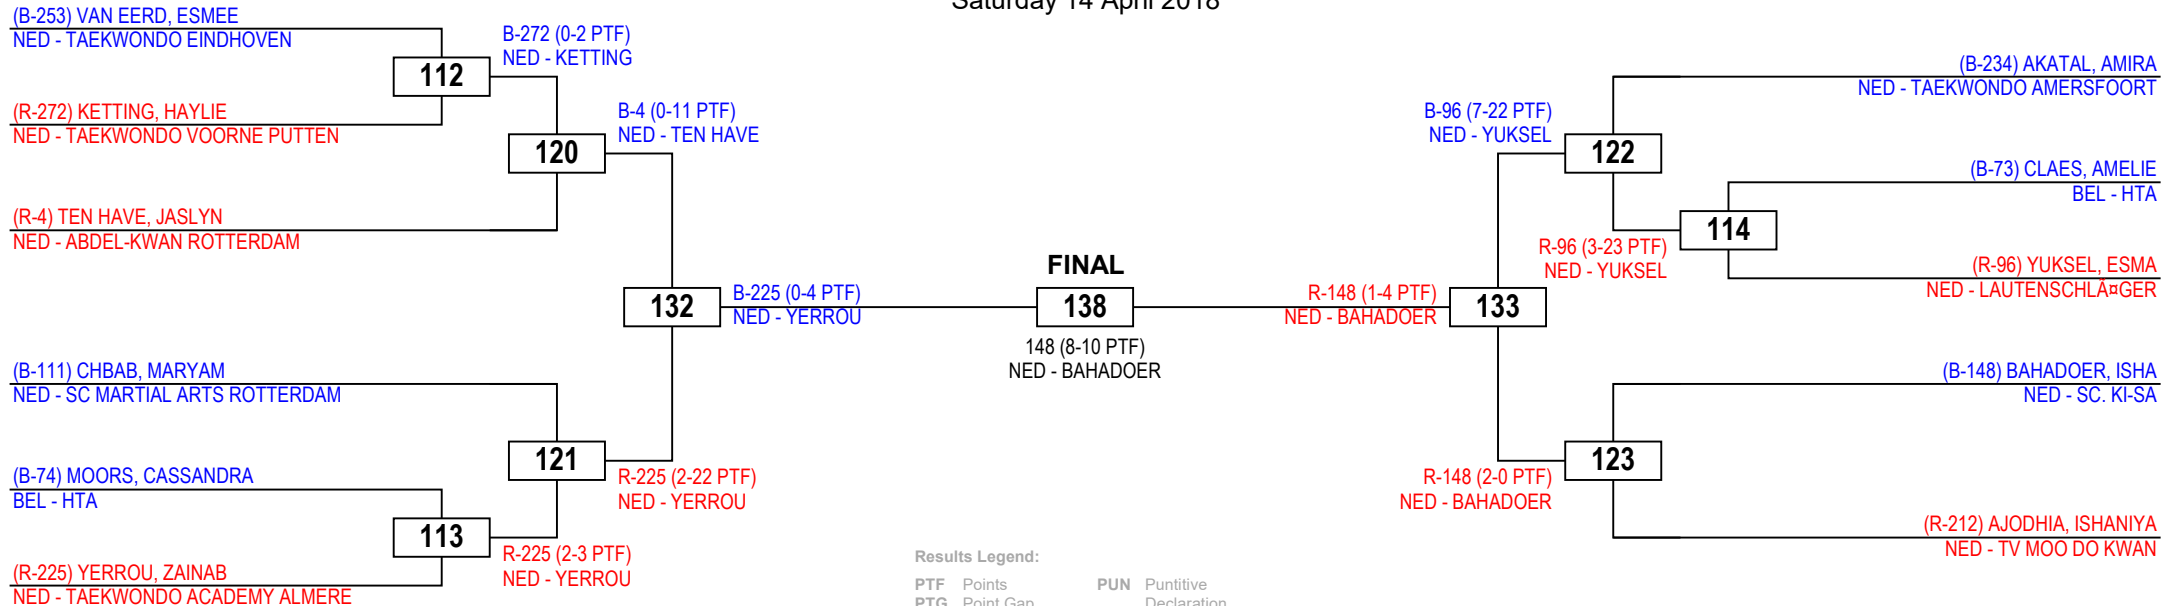 Saturday 14 April 2018
(B-253) VAN EERD, ESMEE
NED - TAEKWONDO EINDHOVEN
112
(R-272) KETTING, HAYLIE
NED - TAEKWONDO VOORNE PUTTEN
B-272 (0-2 PTF)
NED - KETTING
120
(R-4) TEN HAVE, JASLYN
NED - ABDEL-KWAN ROTTERDAM
B-4 (0-11 PTF)
NED - TEN HAVE
132
B-225 (0-4 PTF)
NED - YERROU
(B-111) CHBAB, MARYAM
NED - SC MARTIAL ARTS ROTTERDAM
121
R-225 (2-22 PTF)
NED - YERROU
(B-74) MOORS, CASSANDRA
BEL - HTA
113
R-225 (2-3 PTF)
NED - YERROU
(R-225) YERROU, ZAINAB
NED - TAEKWONDO ACADEMY ALMERE
FINAL
138
148 (8-10 PTF)
NED - BAHADOER
R-148 (1-4 PTF)
NED - BAHADOER
133
B-96 (7-22 PTF)
NED - YUKSEL
122
(B-234) AKATAL, AMIRA
NED - TAEKWONDO AMERSFOORT
(B-73) CLAES, AMELIE
BEL - HTA
114
R-96 (3-23 PTF)
NED - YUKSEL
(R-96) YUKSEL, ESMA
NED - LAUTENSCHLÃ¤GER
(B-148) BAHADOER, ISHA
NED - SC. KI-SA
123
R-148 (2-0 PTF)
NED - BAHADOER
(R-212) AJODHIA, ISHANIYA
NED - TV MOO DO KWAN
Results Legend:
PTF Points PUN Puntitive
PTG Point Gap Declaration